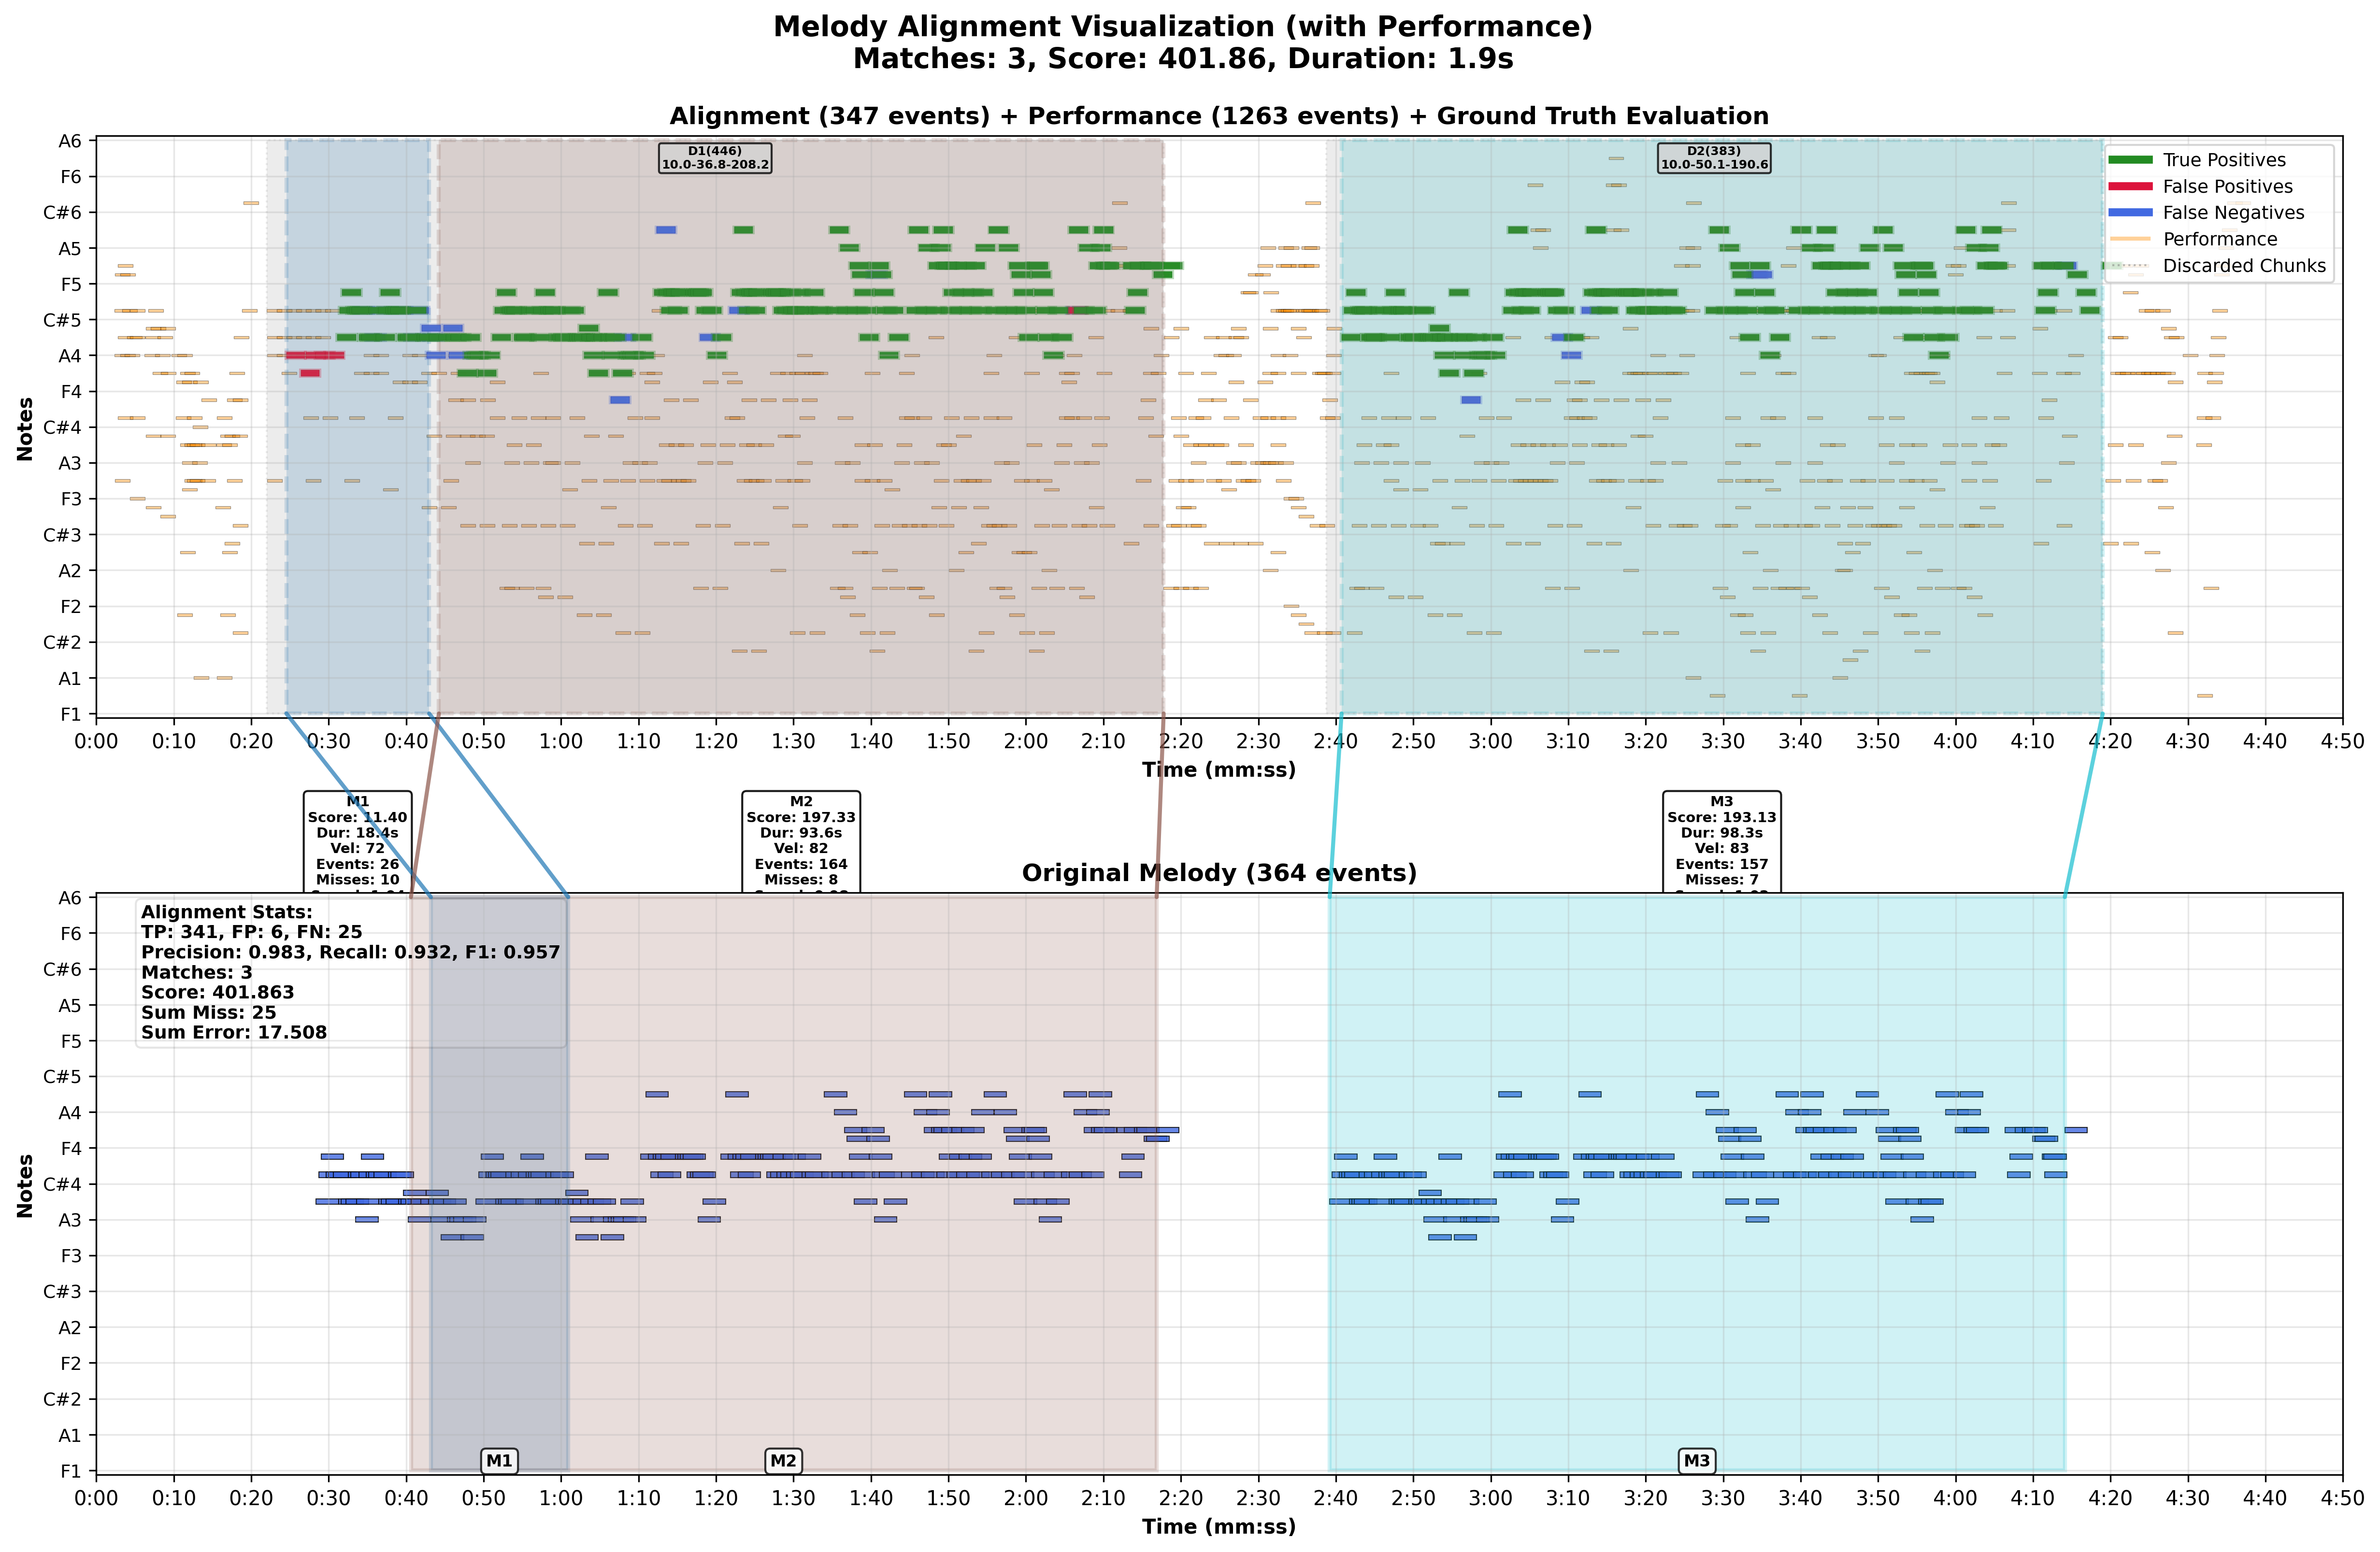 Melody Alignment Visualization (with Performance)
Matches: 3, Score: 401.86, Duration: 1.9s
Alignment (347 events) + Performance (1263 events) + Ground Truth Evaluation
Notes
A6
F6
C#6
A5
F5
C#5
A4
F4
C#4
A3
F3
C#3
A2
F2
C#2
A1
F1
D1(446)
10.0-36.8-208.2
D2(383)
10.0-50.1-190.6
True Positives
False Positives
False Negatives
Performance
Discarded Chunks
0:00 0:10 0:20 0:30 0:40 0:50 1:00 1:10 1:20 1:30 1:40 1:50 2:00 2:10 2:20 2:30 2:40 2:50 3:00 3:10 3:20 3:30 3:40 3:50 4:00 4:10 4:20 4:30 4:40 4:50
Time (mm:ss)
M1
Score: 11.40
Dur: 18.4s
Vel: 72
Events: 26
Misses: 10
M2
Score: 197.33
Dur: 93.6s
Vel: 82
Events: 164
Misses: 8
M3
Score: 193.13
Dur: 98.3s
Vel: 83
Events: 157
Misses: 7
Original Melody (364 events)
Notes
A6
F6
C#6
A5
F5
C#5
A4
F4
C#4
A3
F3
C#3
A2
F2
C#2
A1
F1
Alignment Stats:
TP: 341, FP: 6, FN: 25
Precision: 0.983, Recall: 0.932, F1: 0.957
Matches: 3
Score: 401.863
Sum Miss: 25
Sum Error: 17.508
M1
M2
M3
0:00 0:10 0:20 0:30 0:40 0:50 1:00 1:10 1:20 1:30 1:40 1:50 2:00 2:10 2:20 2:30 2:40 2:50 3:00 3:10 3:20 3:30 3:40 3:50 4:00 4:10 4:20 4:30 4:40 4:50
Time (mm:ss)